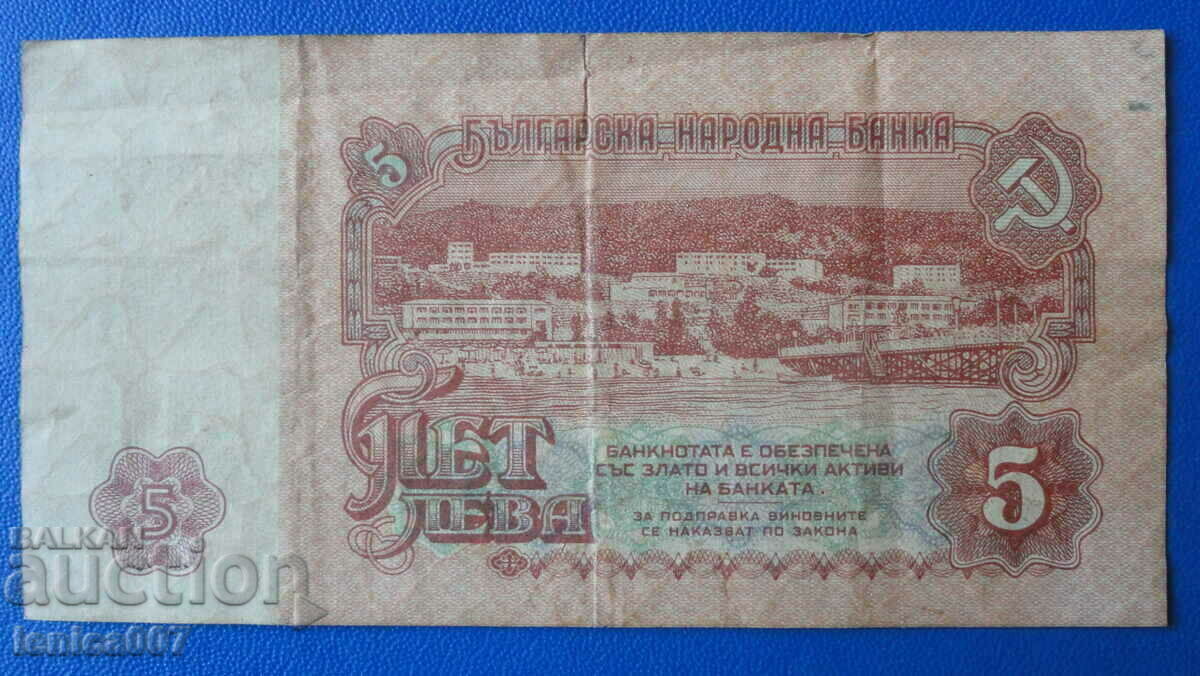 БЪЛГАРСКА НАРОДНА БАНКА
5
ПЕТ
ЛЕВА
БАНКНОТАТА Е ОБЕЗПЕЧЕНА
СЪС ЗЛАТО И ВСИЧКИ АКТИВИ
НА БАНКАТА.
ЗА ПОДПРАВКА ВИНОВНИТЕ
СЕ НАКАЗВАТ ПО ЗАКОНА
5
5
BALKAN
auction
tenica007